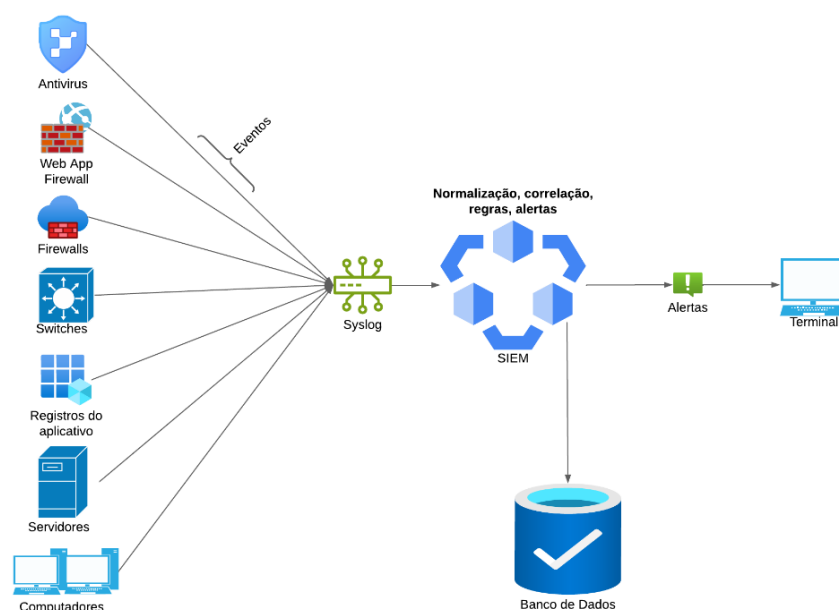 Antivirus
Web App
Firewall
Firewalls
Switches
Registros do
aplicativo
Servidores
Computadores
Eventos
Syslog
Normalização, correlação,
regras, alertas
SIEM
Alertas
Terminal
Banco de Dados